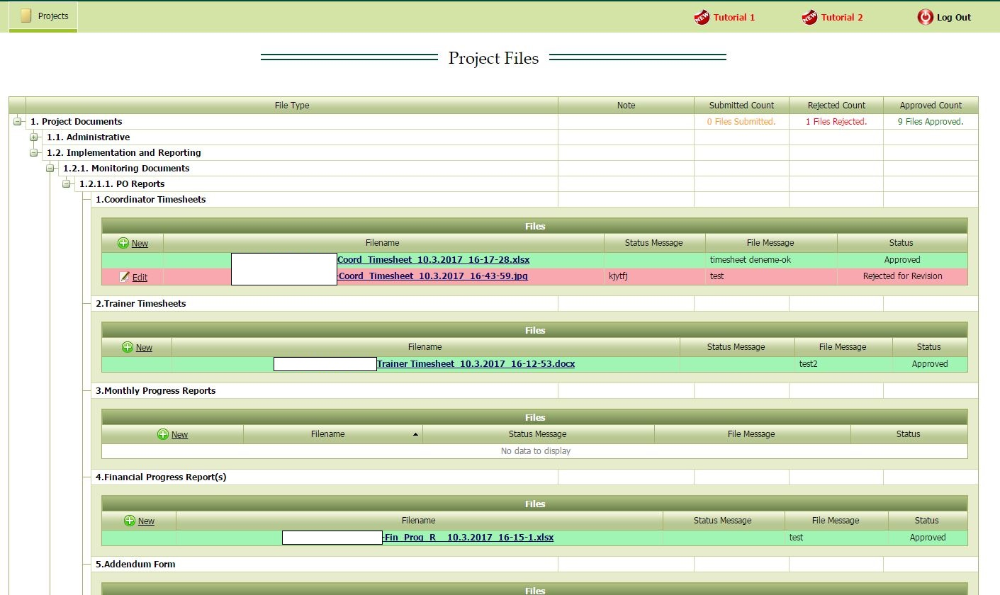 Projects NEW Tutorial 1 NEW Tutorial 2 Log Out
Project Files
File Type Note Submitted Count Rejected Count Approved Count
1. Project Documents 0 Files Submitted. 1 Files Rejected. 9 Files Approved.
1.1. Administrative
1.2. Implementation and Reporting
1.2.1. Monitoring Documents
1.2.1.1. PO Reports
1.Coordinator Timesheets
Files
New Filename Status Message File Message Status
Coord_Timesheet_10.3.2017_16-17-28.xlsx timesheet deneme-ok Approved
Edit -Coord_Timesheet_10.3.2017_16-43-59.jpg kjytfj test Rejected for Revision
2.Trainer Timesheets
Files
New Filename Status Message File Message Status
Trainer Timesheet_10.3.2017_16-12-53.docx test2 Approved
3.Monthly Progress Reports
Files
New Filename Status Message File Message Status
No data to display
4.Financial Progress Report(s)
Files
New Filename Status Message File Message Status
-Fin_Prog_R__10.3.2017_16-15-1.xlsx test Approved
5.Addendum Form
Files